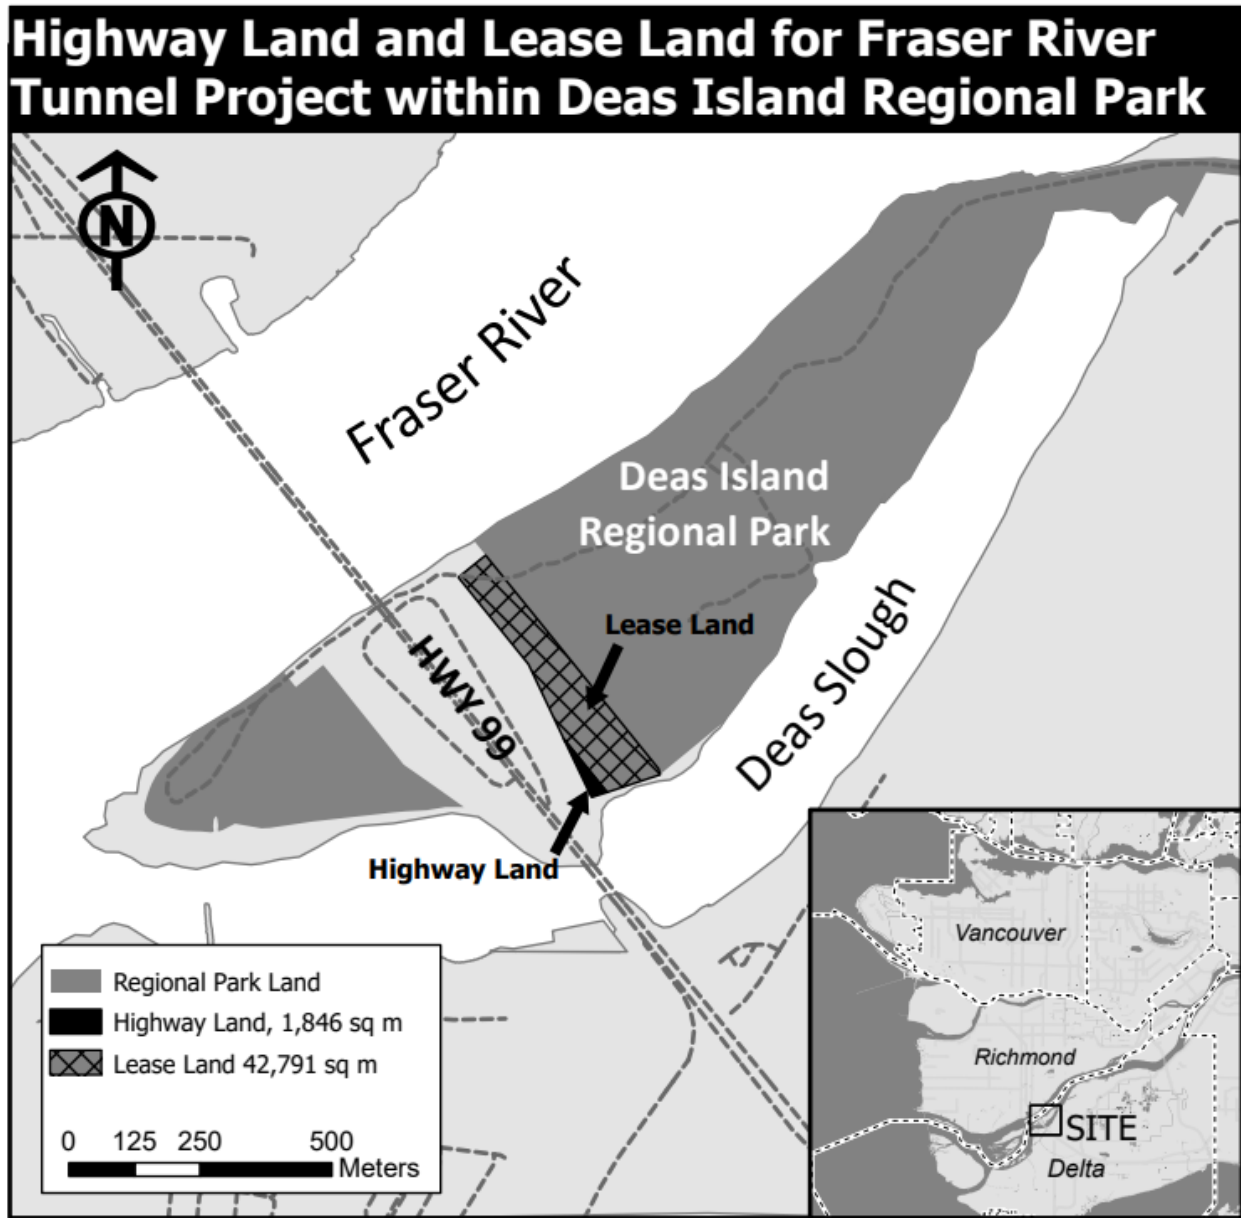 Highway Land and Lease Land for Fraser River
Tunnel Project within Deas Island Regional Park
N
Fraser River
Deas Island
Regional Park
Lease Land
HWY 99
Deas Slough
Highway Land
Regional Park Land
Highway Land, 1,846 sq m
Lease Land 42,791 sq m
0 125 250 500
Meters
Vancouver
Richmond
SITE
Delta